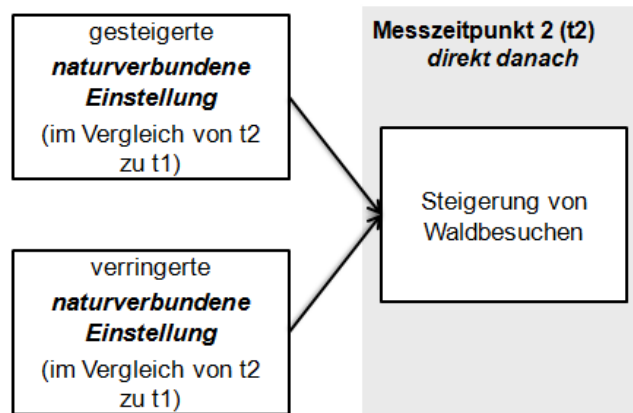 gesteigerte
naturverbundene
Einstellung
(im Vergleich von t2
zu t1)
Messzeitpunkt 2 (t2)
direkt danach
Steigerung von
Waldbesuchen
verringerte
naturverbundene
Einstellung
(im Vergleich von t2
zu t1)